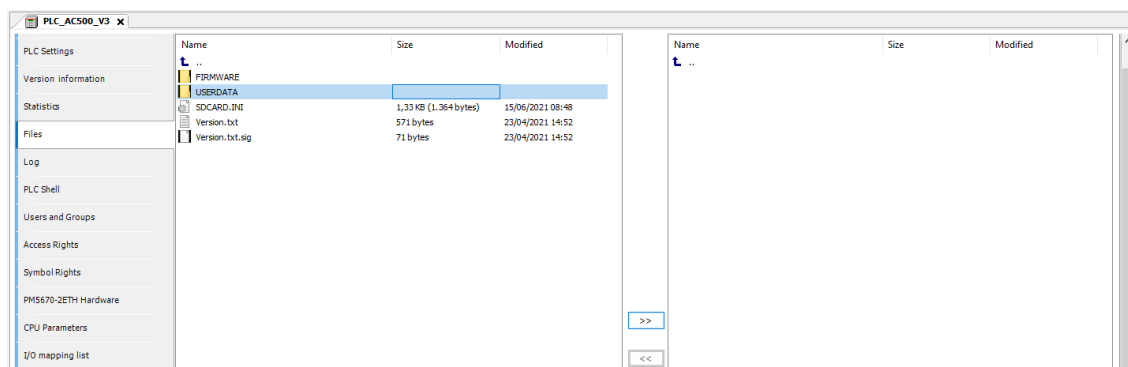 PLC_AC500_V3 x
PLC Settings
Version information
Statistics
Files
Log
PLC Shell
Users and Groups
Access Rights
Symbol Rights
PM5670-2ETH Hardware
CPU Parameters
I/O mapping list
Name Size Modified
..
FIRMWARE
USERDATA
SDCARD.INI 1,33 KB (1.364 bytes) 15/06/2021 08:48
Version.txt 571 bytes 23/04/2021 14:52
Version.txt.sig 71 bytes 23/04/2021 14:52
>>
<<
Name Size Modified
..